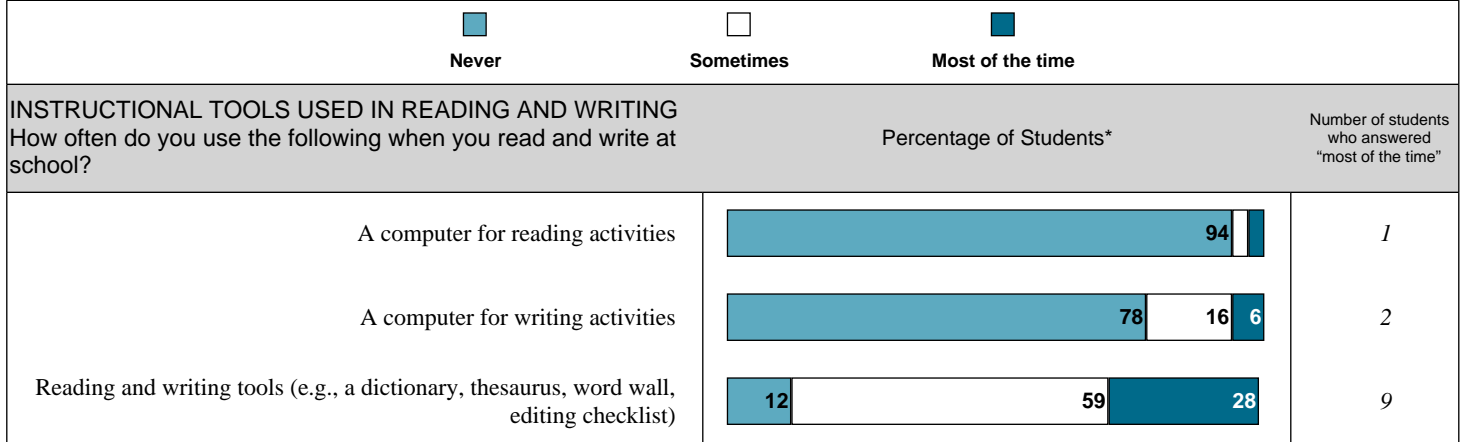 Never Sometimes Most of the time
INSTRUCTIONAL TOOLS USED IN READING AND WRITING
How often do you use the following when you read and write at
school?
Percentage of Students*
Number of students
who answered
“most of the time”
A computer for reading activities
94
1
A computer for writing activities
78 16 6
2
Reading and writing tools (e.g., a dictionary, thesaurus, word wall,
editing checklist)
12 59 28
9